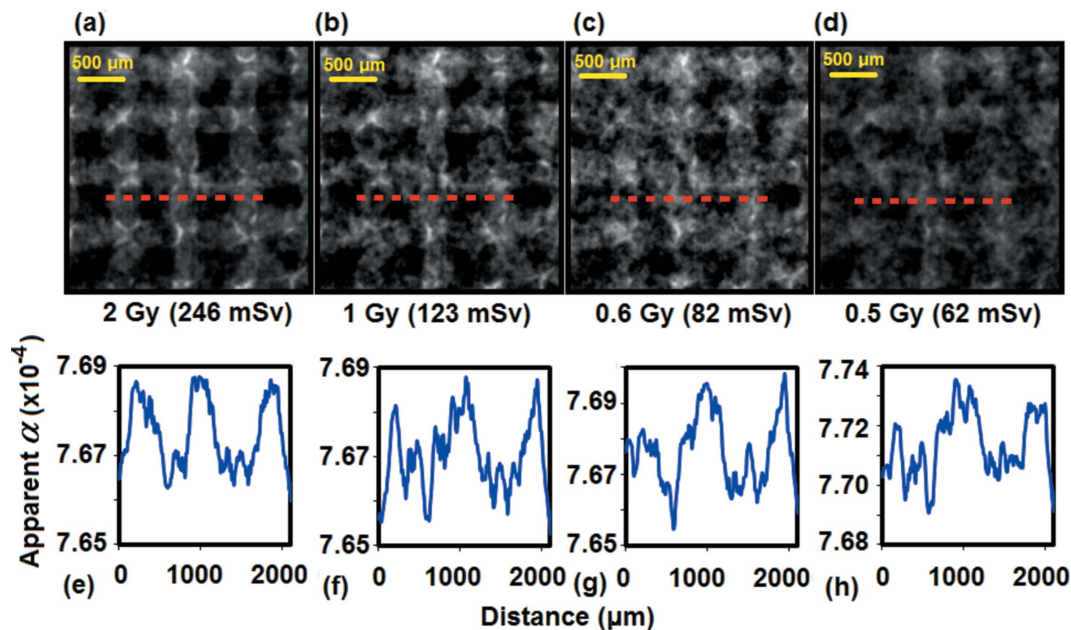 (a) (b) (c) (d)
500 µm 500 µm 500 µm 500 µm
2 Gy (246 mSv) 1 Gy (123 mSv) 0.6 Gy (82 mSv) 0.5 Gy (62 mSv)
Apparent α (x10⁻⁴)
7.69 7.69 7.69 7.74
7.72
7.67 7.67 7.67 7.70
7.65 7.65 7.65 7.68
0 1000 2000 0 1000 2000 0 1000 2000 0 1000 2000
(e) (f) (g) (h)
Distance (µm)